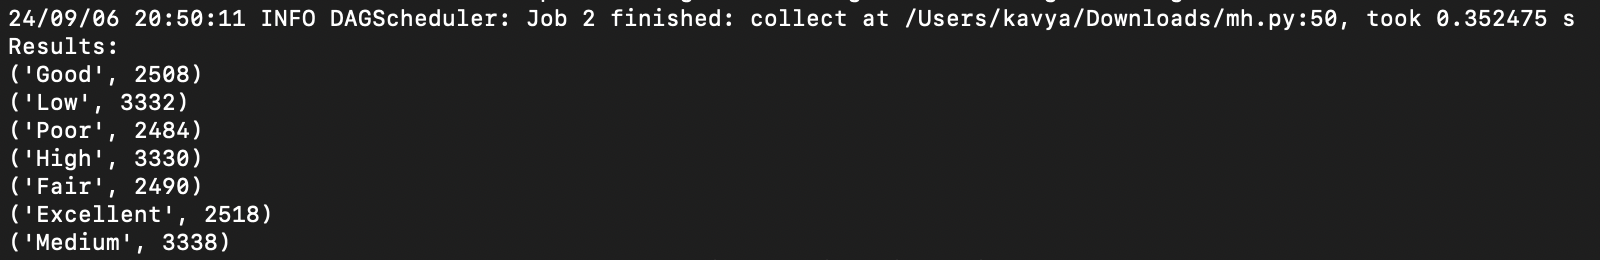 24/09/06 20:50:11 INFO DAGScheduler: Job 2 finished: collect at /Users/kavya/Downloads/mh.py:50, took 0.352475 s
Results:
('Good', 2508)
('Low', 3332)
('Poor', 2484)
('High', 3330)
('Fair', 2490)
('Excellent', 2518)
('Medium', 3338)